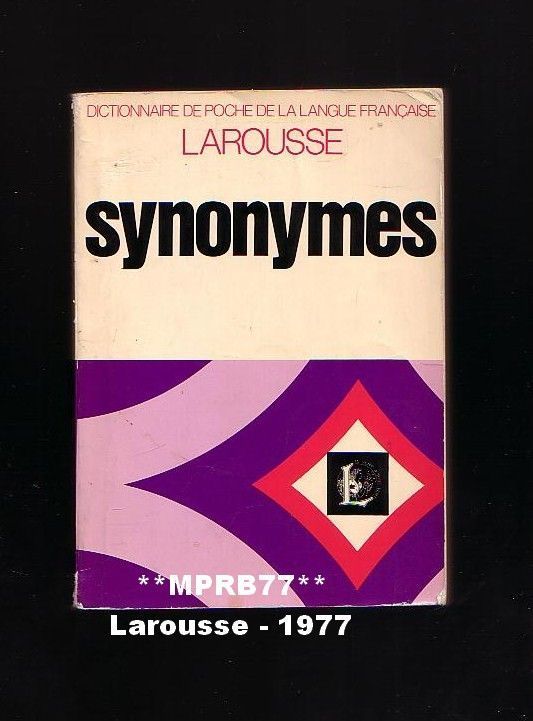 DICTIONNAIRE DE POCHE DE LA LANGUE FRANÇAISE
LAROUSSE
synonymes
L
**MPRB77**
Larousse - 1977